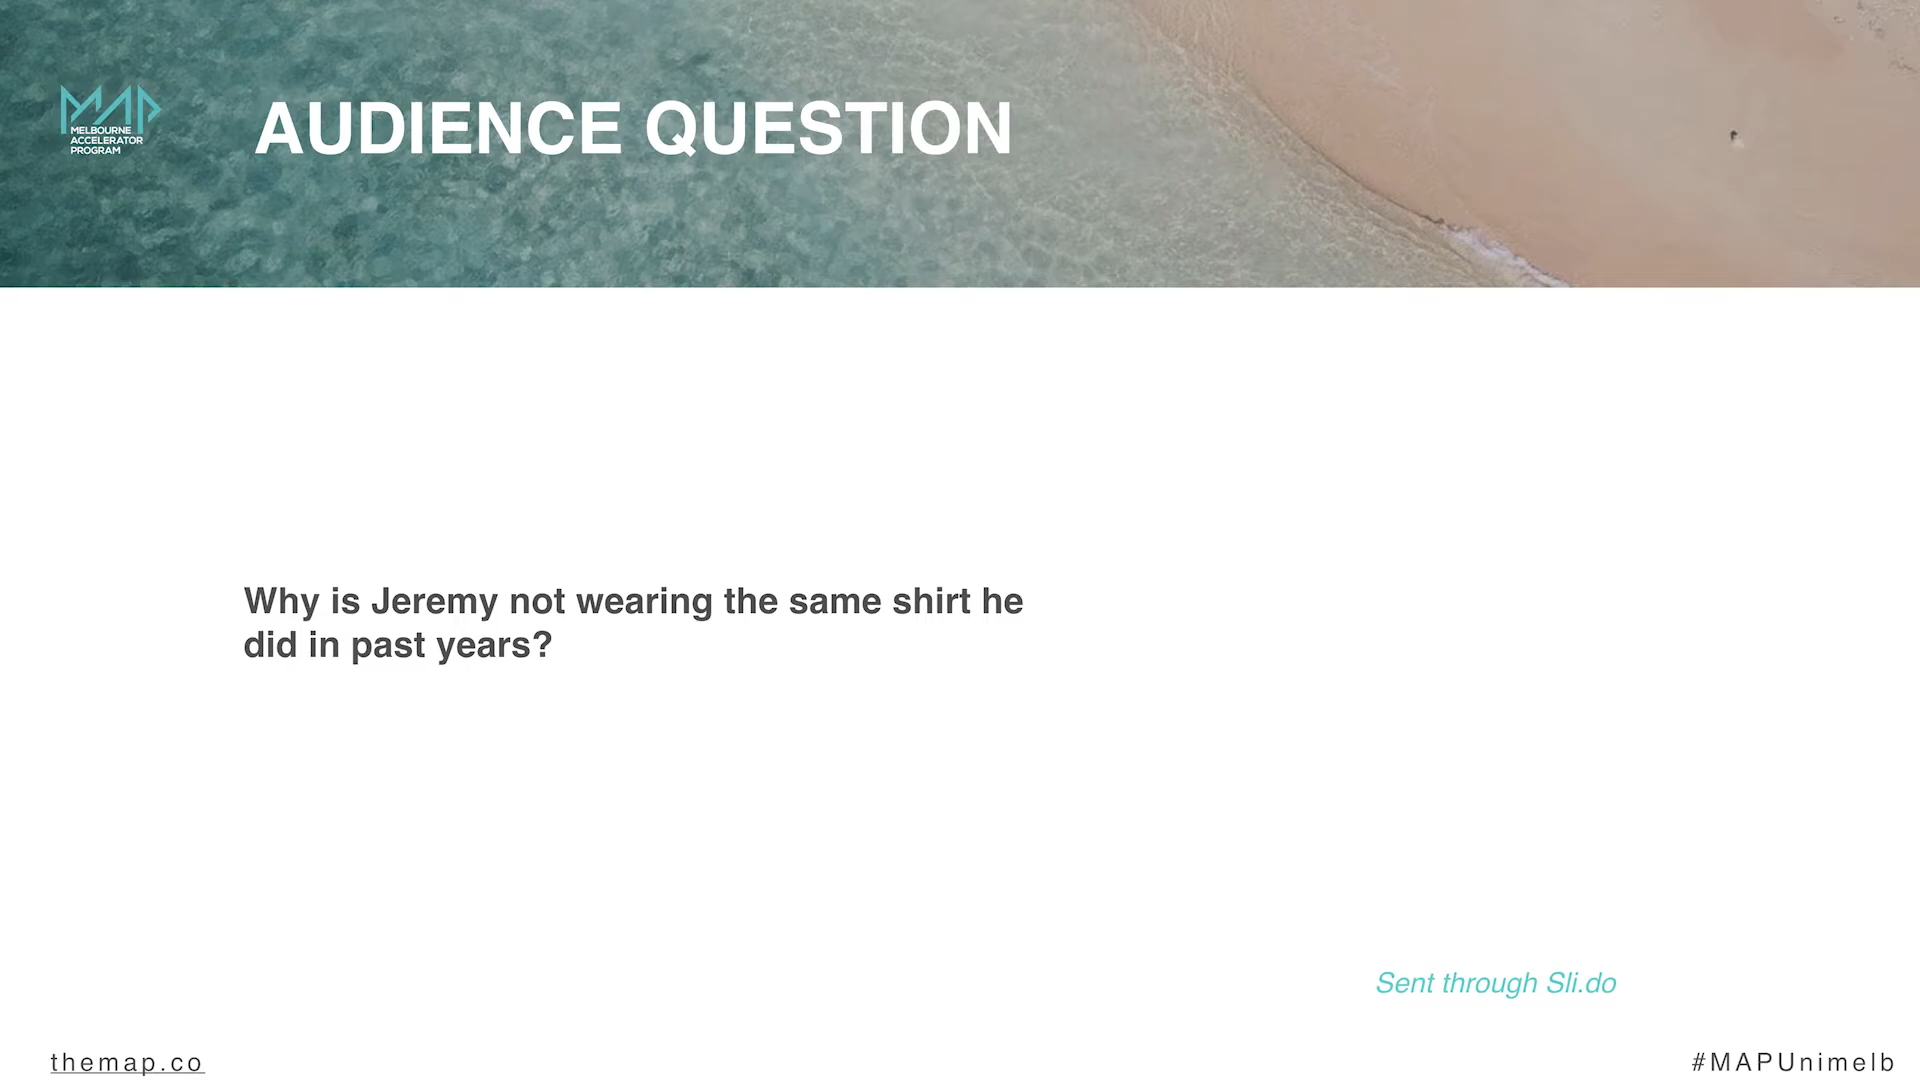 MAP
MELBOURNE
ACCELERATOR
PROGRAM
AUDIENCE QUESTION
Why is Jeremy not wearing the same shirt he
did in past years?
Sent through Sli.do
themap.co
#MAPUnimelb